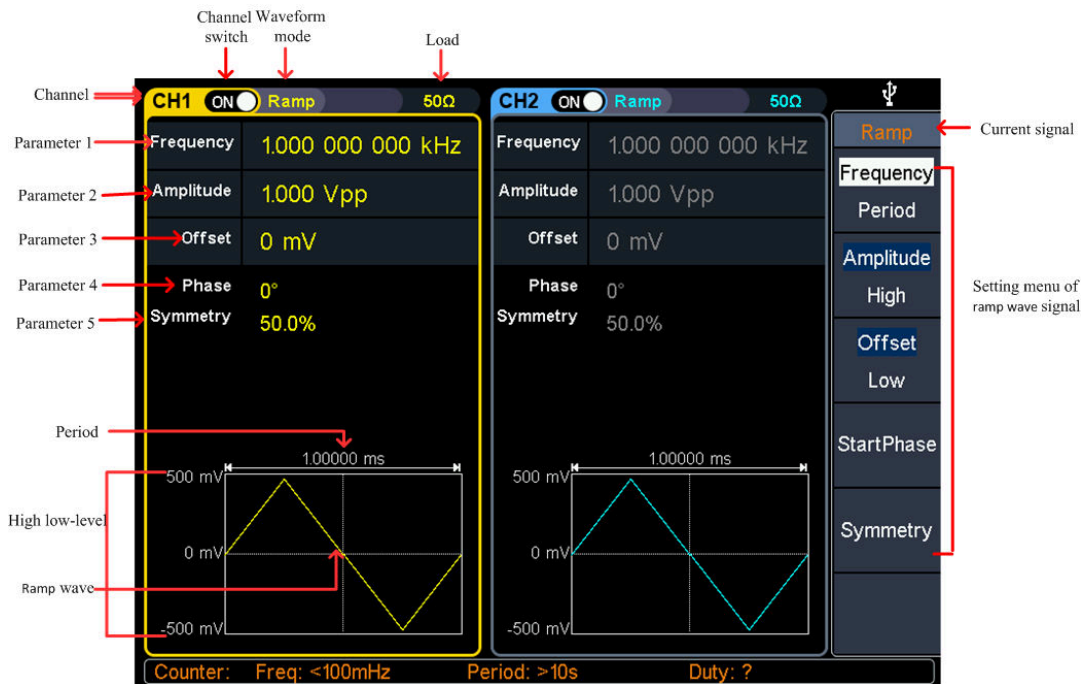 Channel
switch
Waveform
mode
Load
Channel
CH1 ON Ramp 50Ω
CH2 ON Ramp 50Ω
Ramp
Current signal
Parameter 1
Frequency 1.000 000 000 kHz
Frequency 1.000 000 000 kHz
Frequency
Period
Parameter 2
Amplitude 1.000 Vpp
Amplitude 1.000 Vpp
Amplitude
High
Parameter 3
Offset 0 mV
Offset 0 mV
Parameter 4
Phase 0°
Phase 0°
Setting menu of
ramp wave signal
Parameter 5
Symmetry 50.0%
Symmetry 50.0%
Offset
Low
StartPhase
Symmetry
Period
1.00000 ms
1.00000 ms
500 mV
500 mV
High low-level
0 mV
0 mV
Ramp wave
-500 mV
-500 mV
Counter: Freq: <100mHz Period: >10s Duty: ?